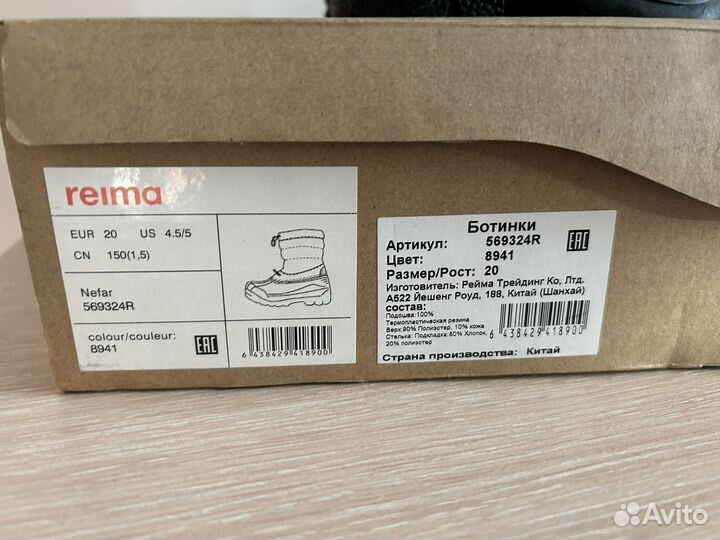 reima
EUR 20 US 4.5/5
CN 150(1,5)
Nefar
569324R
colour/couleur:
8941
EAC
6 438429 418900
Ботинки
Артикул: 569324R
Цвет: 8941
Размер/Рост: 20
EAC
Изготовитель: Рейма Трейдинг Ко, Лтд.
А522 Йешенг Роуд, 188, Китай (Шанхай)
состав:
Подошва:100%
Термопластическая резина
Верх:90% Полиэстер, 10% кожа
Стелька: Подкладка:80% Хлопок,
20% полиэстер
6 438429 418900
Страна производства: Китай
Avito